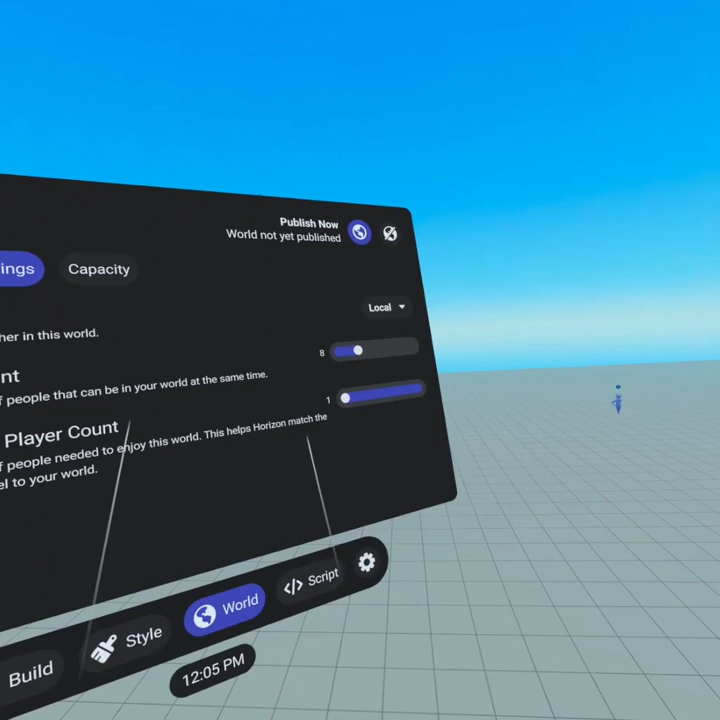 Publish Now
World not yet published
ings
Capacity
Local
her in this world.
nt
8
f people that can be in your world at the same time.
1
Player Count
f people needed to enjoy this world. This helps Horizon match the
el to your world.
Build
Style
World
</> Script
12:05 PM